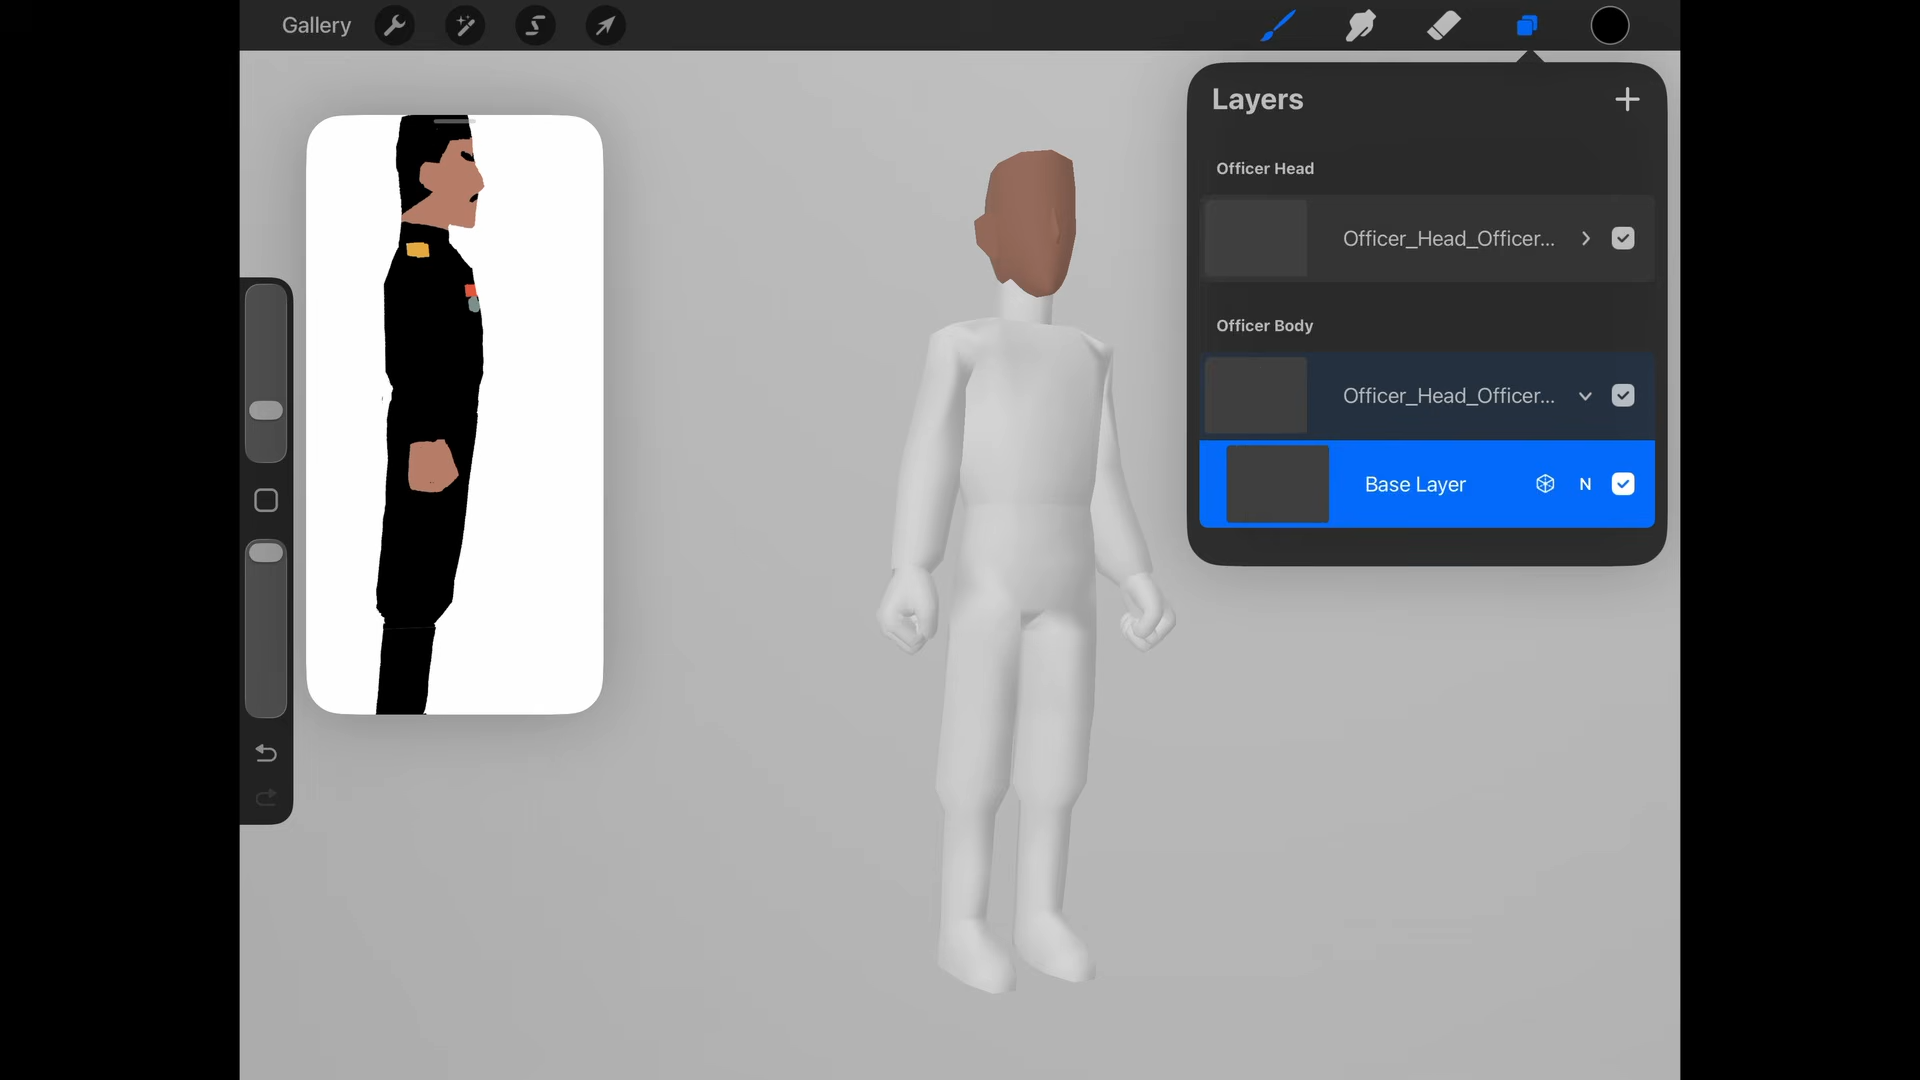 Gallery
Layers
Officer Head
Officer_Head_Officer...
Officer Body
Officer_Head_Officer...
Base Layer N